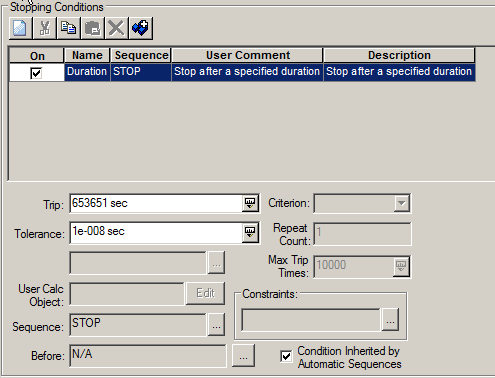 Stopping Conditions
On Name Sequence User Comment Description
Duration STOP Stop after a specified duration Stop after a specified duration
Trip: 653651 sec Criterion:
Tolerance: 1e-008 sec Repeat Count: 1
... Max Trip Times: 10000
User Calc Object: Edit Constraints:
Sequence: STOP ... ...
Before: N/A ... Condition Inherited by Automatic Sequences